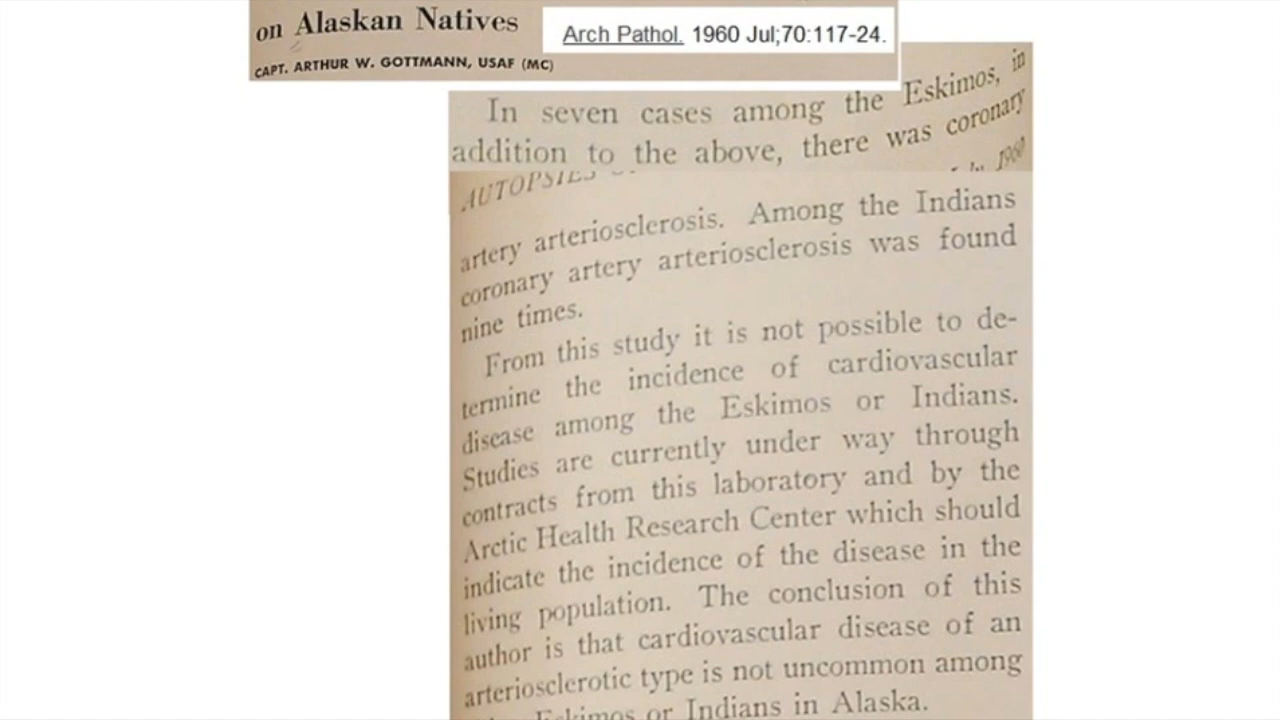 on Alaskan Natives
Arch Pathol. 1960 Jul;70:117-24.
CAPT. ARTHUR W. GOTTMANN, USAF (MC)
In seven cases among the Eskimos, in
addition to the above, there was coronary
1960
AUTOPSIES
artery arteriosclerosis. Among the Indians
coronary artery arteriosclerosis was found
nine times.
From this study it is not possible to de-
termine the incidence of cardiovascular
disease among the Eskimos or Indians.
Studies are currently under way through
contracts from this laboratory and by the
Arctic Health Research Center which should
indicate the incidence of the disease in the
living population. The conclusion of this
author is that cardiovascular disease of an
arteriosclerotic type is not uncommon among
Eskimos or Indians in Alaska.